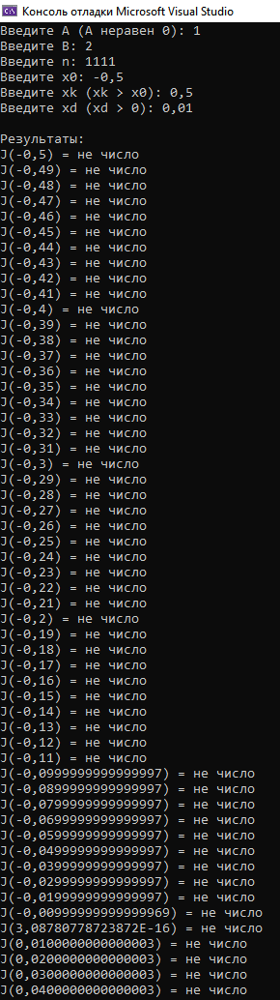 Консоль отладки Microsoft Visual Studio
Введите A (A неравен 0): 1
Введите B: 2
Введите n: 1111
Введите x0: -0,5
Введите xk (xk > x0): 0,5
Введите xd (xd > 0): 0,01
Результаты:
J(-0,5) = не число
J(-0,49) = не число
J(-0,48) = не число
J(-0,47) = не число
J(-0,46) = не число
J(-0,45) = не число
J(-0,44) = не число
J(-0,43) = не число
J(-0,42) = не число
J(-0,41) = не число
J(-0,4) = не число
J(-0,39) = не число
J(-0,38) = не число
J(-0,37) = не число
J(-0,36) = не число
J(-0,35) = не число
J(-0,34) = не число
J(-0,33) = не число
J(-0,32) = не число
J(-0,31) = не число
J(-0,3) = не число
J(-0,29) = не число
J(-0,28) = не число
J(-0,27) = не число
J(-0,26) = не число
J(-0,25) = не число
J(-0,24) = не число
J(-0,23) = не число
J(-0,22) = не число
J(-0,21) = не число
J(-0,2) = не число
J(-0,19) = не число
J(-0,18) = не число
J(-0,17) = не число
J(-0,16) = не число
J(-0,15) = не число
J(-0,14) = не число
J(-0,13) = не число
J(-0,12) = не число
J(-0,11) = не число
J(-0,0999999999999997) = не число
J(-0,0899999999999997) = не число
J(-0,0799999999999997) = не число
J(-0,0699999999999997) = не число
J(-0,0599999999999997) = не число
J(-0,0499999999999997) = не число
J(-0,0399999999999997) = не число
J(-0,0299999999999997) = не число
J(-0,0199999999999997) = не число
J(-0,00999999999999969) = не число
J(3,08780778723872E-16) = не число
J(0,0100000000000003) = не число
J(0,0200000000000003) = не число
J(0,0300000000000003) = не число
J(0,0400000000000003) = не число